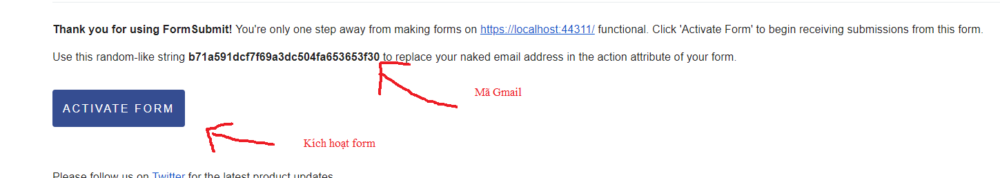 Thank you for using FormSubmit! You're only one step away from making forms on https://localhost:44311/ functional. Click 'Activate Form' to begin receiving submissions from this form.
Use this random-like string b71a591dcf7f69a3dc504fa653653f30 to replace your naked email address in the action attribute of your form.
Mã Gmail
ACTIVATE FORM
Kích hoạt form
Please follow us on Twitter for the latest product updates